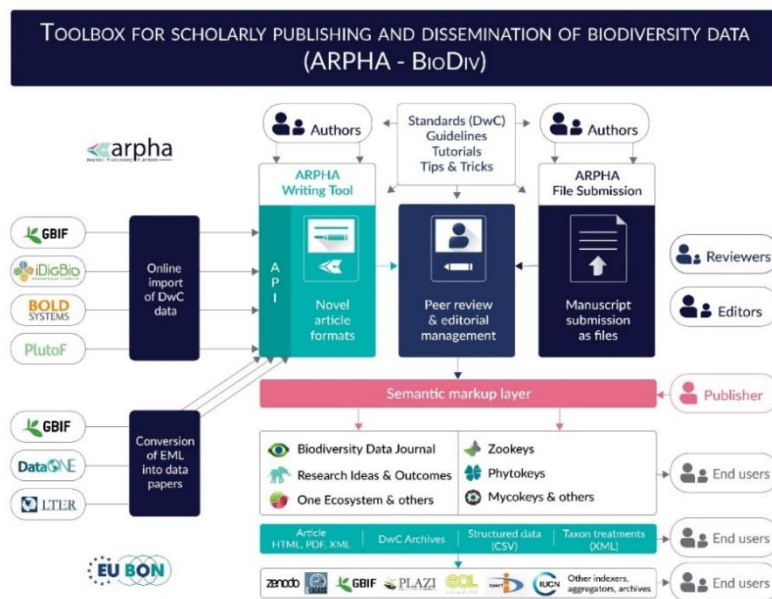 TOOLBOX FOR SCHOLARLY PUBLISHING AND DISSEMINATION OF BIODIVERSITY DATA
(ARPHA - BIODIV)
arpha
Authors
Standards (DwC)
Guidelines
Tutorials
Tips & Tricks
Authors
ARPHA
Writing Tool
ARPHA
File Submission
GBIF
iDigBio
BOLD
SYSTEMS
PlutoF
Online
import
of DwC
data
API
Novel
article
formats
Peer review
& editorial
management
Manuscript
submission
as files
Reviewers
Editors
Semantic markup layer
Publisher
GBIF
DataONE
LTER
Conversion
of EML
into data
papers
Biodiversity Data Journal
Research Ideas & Outcomes
One Ecosystem & others
Zookeys
Phytokeys
Mycokeys & others
End users
Article
HTML, PDF, XML
DwC Archives
Structured data
(CSV)
Taxon treatments
(XML)
End users
EU BON
zenodo
GBIF
PLAZI
eol
IUCN
Other indexers,
aggregators, archives
End users